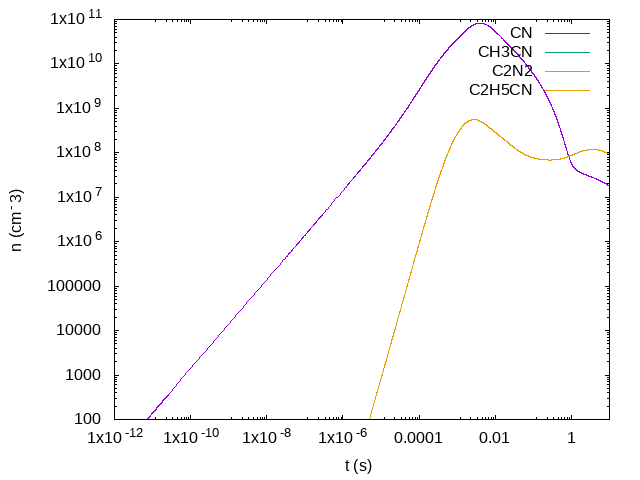 1x10^11
1x10^10
1x10^9
1x10^8
1x10^7
1x10^6
100000
10000
1000
100
n (cm^-3)
CN
CH3CN
C2N2
C2H5CN
1x10^-12 1x10^-10 1x10^-8 1x10^-6 0.0001 0.01 1
t (s)